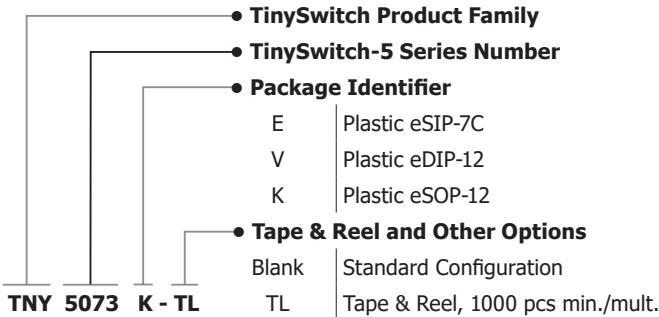 TinySwitch Product Family
TinySwitch-5 Series Number
Package Identifier
E Plastic eSIP-7C
V Plastic eDIP-12
K Plastic eSOP-12
Tape & Reel and Other Options
Blank Standard Configuration
TL Tape & Reel, 1000 pcs min./mult.
TNY 5073 K - TL